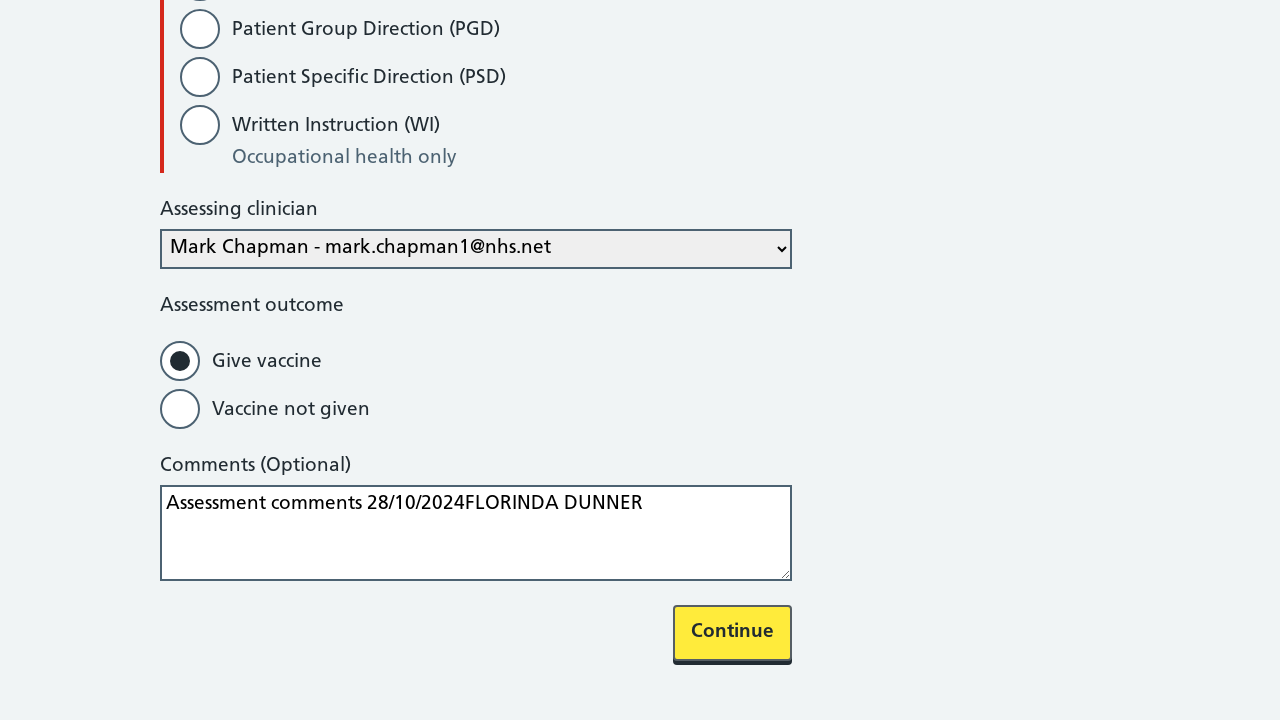 Patient Group Direction (PGD)
Patient Specific Direction (PSD)
Written Instruction (WI)
Occupational health only
Assessing clinician
Mark Chapman - mark.chapman1@nhs.net
Assessment outcome
Give vaccine
Vaccine not given
Comments (Optional)
Assessment comments 28/10/2024FLORINDA DUNNER
Continue